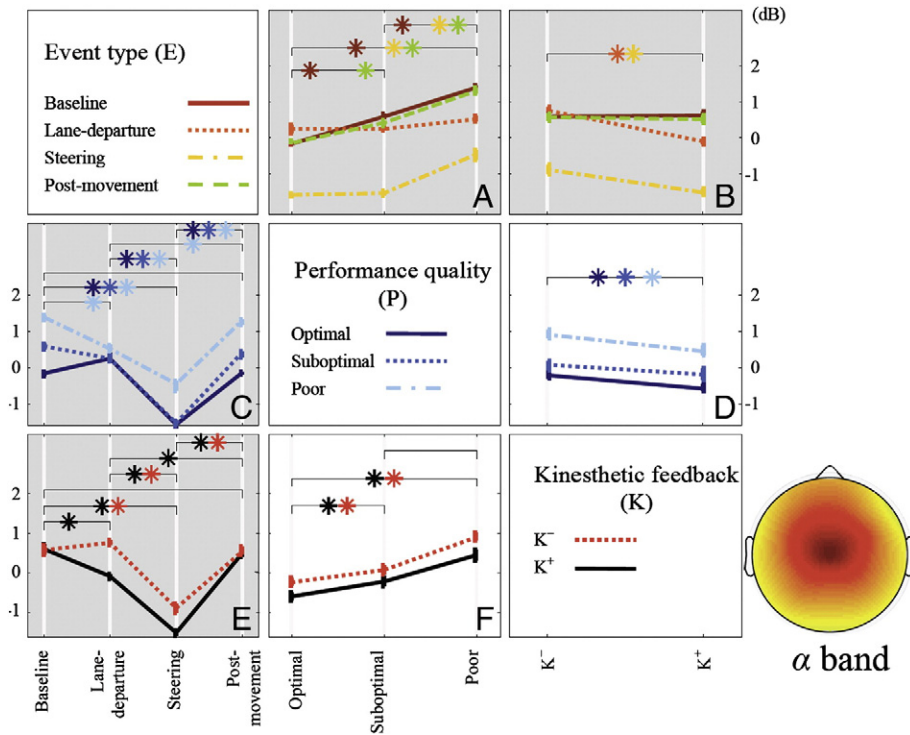 (dB)
Event type (E)
Baseline
Lane-departure
Steering
Post-movement
A
B
2
1
0
-1
Performance quality
(P)
Optimal
Suboptimal
Poor
2
1
0
-1
C
D
2
1
0
-1
Kinesthetic feedback
(K)
K⁻
K⁺
2
1
0
-1
E
F
Baseline
Lane-
departure
Steering
Post-
movement
Optimal
Suboptimal
Poor
K⁻
K⁺
α band